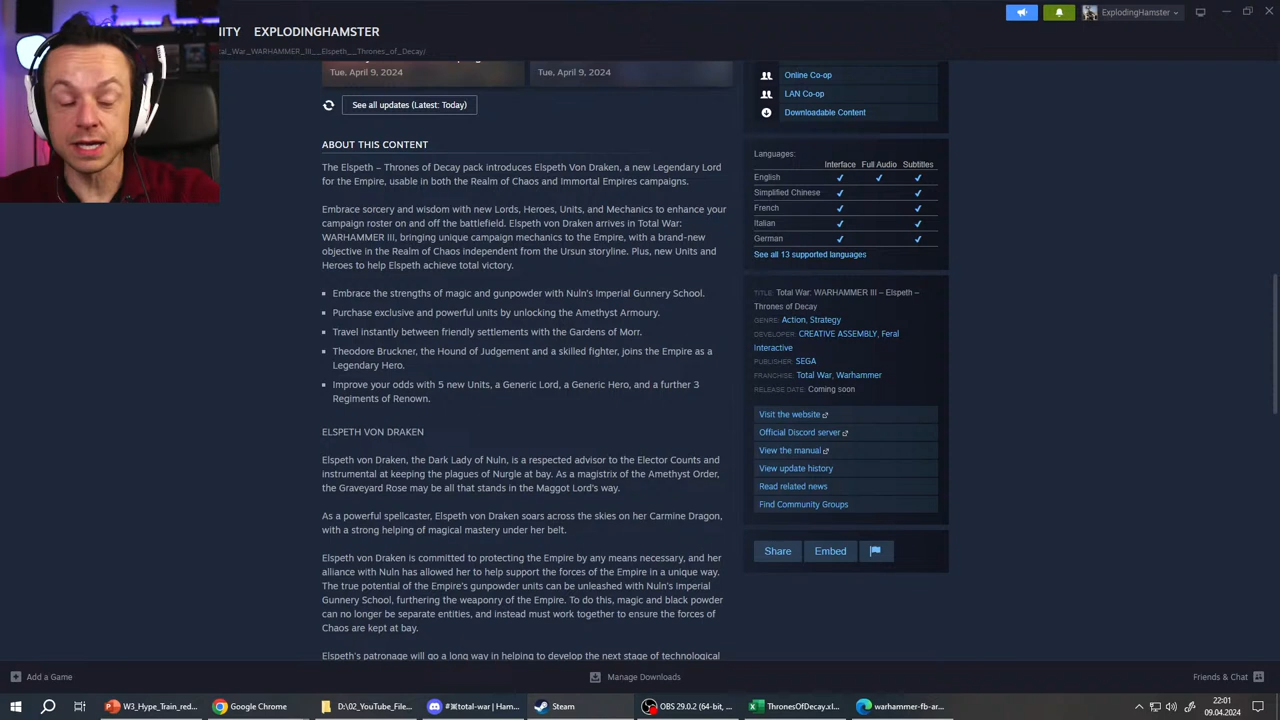 ITY EXPLODINGHAMSTER
ExplodingHamster
tal_War_WARHAMMER_III__Elspeth__Thrones_of_Decay/
Tue, April 9, 2024
Tue, April 9, 2024
See all updates (Latest: Today)
ABOUT THIS CONTENT
The Elspeth – Thrones of Decay pack introduces Elspeth Von Draken, a new Legendary Lord
for the Empire, usable in both the Realm of Chaos and Immortal Empires campaigns.
Embrace sorcery and wisdom with new Lords, Heroes, Units, and Mechanics to enhance your
campaign roster on and off the battlefield. Elspeth von Draken arrives in Total War:
WARHAMMER III, bringing unique campaign mechanics to the Empire, with a brand-new
objective in the Realm of Chaos independent from the Ursun storyline. Plus, new Units and
Heroes to help Elspeth achieve total victory.
Embrace the strengths of magic and gunpowder with Nuln's Imperial Gunnery School.
Purchase exclusive and powerful units by unlocking the Amethyst Armoury.
Travel instantly between friendly settlements with the Gardens of Morr.
Theodore Bruckner, the Hound of Judgement and a skilled fighter, joins the Empire as a
Legendary Hero.
Improve your odds with 5 new Units, a Generic Lord, a Generic Hero, and a further 3
Regiments of Renown.
ELSPETH VON DRAKEN
Elspeth von Draken, the Dark Lady of Nuln, is a respected advisor to the Elector Counts and
instrumental at keeping the plagues of Nurgle at bay. As a magistrix of the Amethyst Order,
the Graveyard Rose may be all that stands in the Maggot Lord's way.
As a powerful spellcaster, Elspeth von Draken soars across the skies on her Carmine Dragon,
with a strong helping of magical mastery under her belt.
Elspeth von Draken is committed to protecting the Empire by any means necessary, and her
alliance with Nuln has allowed her to help support the forces of the Empire in a unique way.
The true potential of the Empire's gunpowder units can be unleashed with Nuln's Imperial
Gunnery School, furthering the weaponry of the Empire. To do this, magic and black powder
can no longer be separate entities, and instead must work together to ensure the forces of
Chaos are kept at bay.
Elspeth's patronage will go a long way in helping to develop the next stage of technological
Online Co-op
LAN Co-op
Downloadable Content
Languages:
Interface Full Audio Subtitles
English ✔ ✔ ✔
Simplified Chinese ✔ ✔
French ✔ ✔
Italian ✔ ✔
German ✔ ✔
See all 13 supported languages
TITLE: Total War: WARHAMMER III – Elspeth –
Thrones of Decay
GENRE: Action, Strategy
DEVELOPER: CREATIVE ASSEMBLY, Feral
Interactive
PUBLISHER: SEGA
FRANCHISE: Total War, Warhammer
RELEASE DATE: Coming soon
Visit the website
Official Discord server
View the manual
View update history
Read related news
Find Community Groups
Share Embed
Add a Game
Manage Downloads
Friends & Chat
W3_Hype_Train_red...
Google Chrome
D:\02_YouTube_File...
#total-war | Ham...
Steam
OBS 29.0.2 (64-bit, ...
ThronesOfDecay.xl...
warhammer-fb-ar...
22:01
09.04.2024